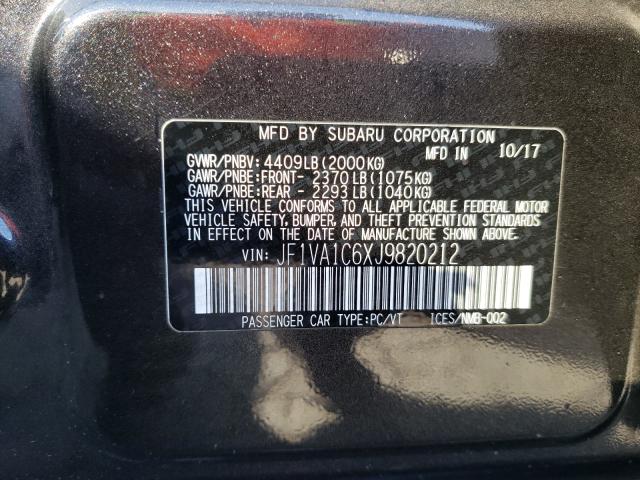 MFD BY SUBARU CORPORATION
MFD IN 10/17
GVWR/PNBV: 4409LB(2000KG)
GAWR/PNBE:FRONT- 2370LB(1075KG)
GAWR/PNBE:REAR - 2293LB(1040KG)
THIS VEHICLE CONFORMS TO ALL APPLICABLE FEDERAL MOTOR
VEHICLE SAFETY, BUMPER, AND THEFT PREVENTION STANDARDS
IN EFFECT ON THE DATE OF MANUFACTURE SHOWN ABOVE.
VIN: JF1VA1C6XJ9820212
PASSENGER CAR TYPE:PC/VT ICES/NMB-002